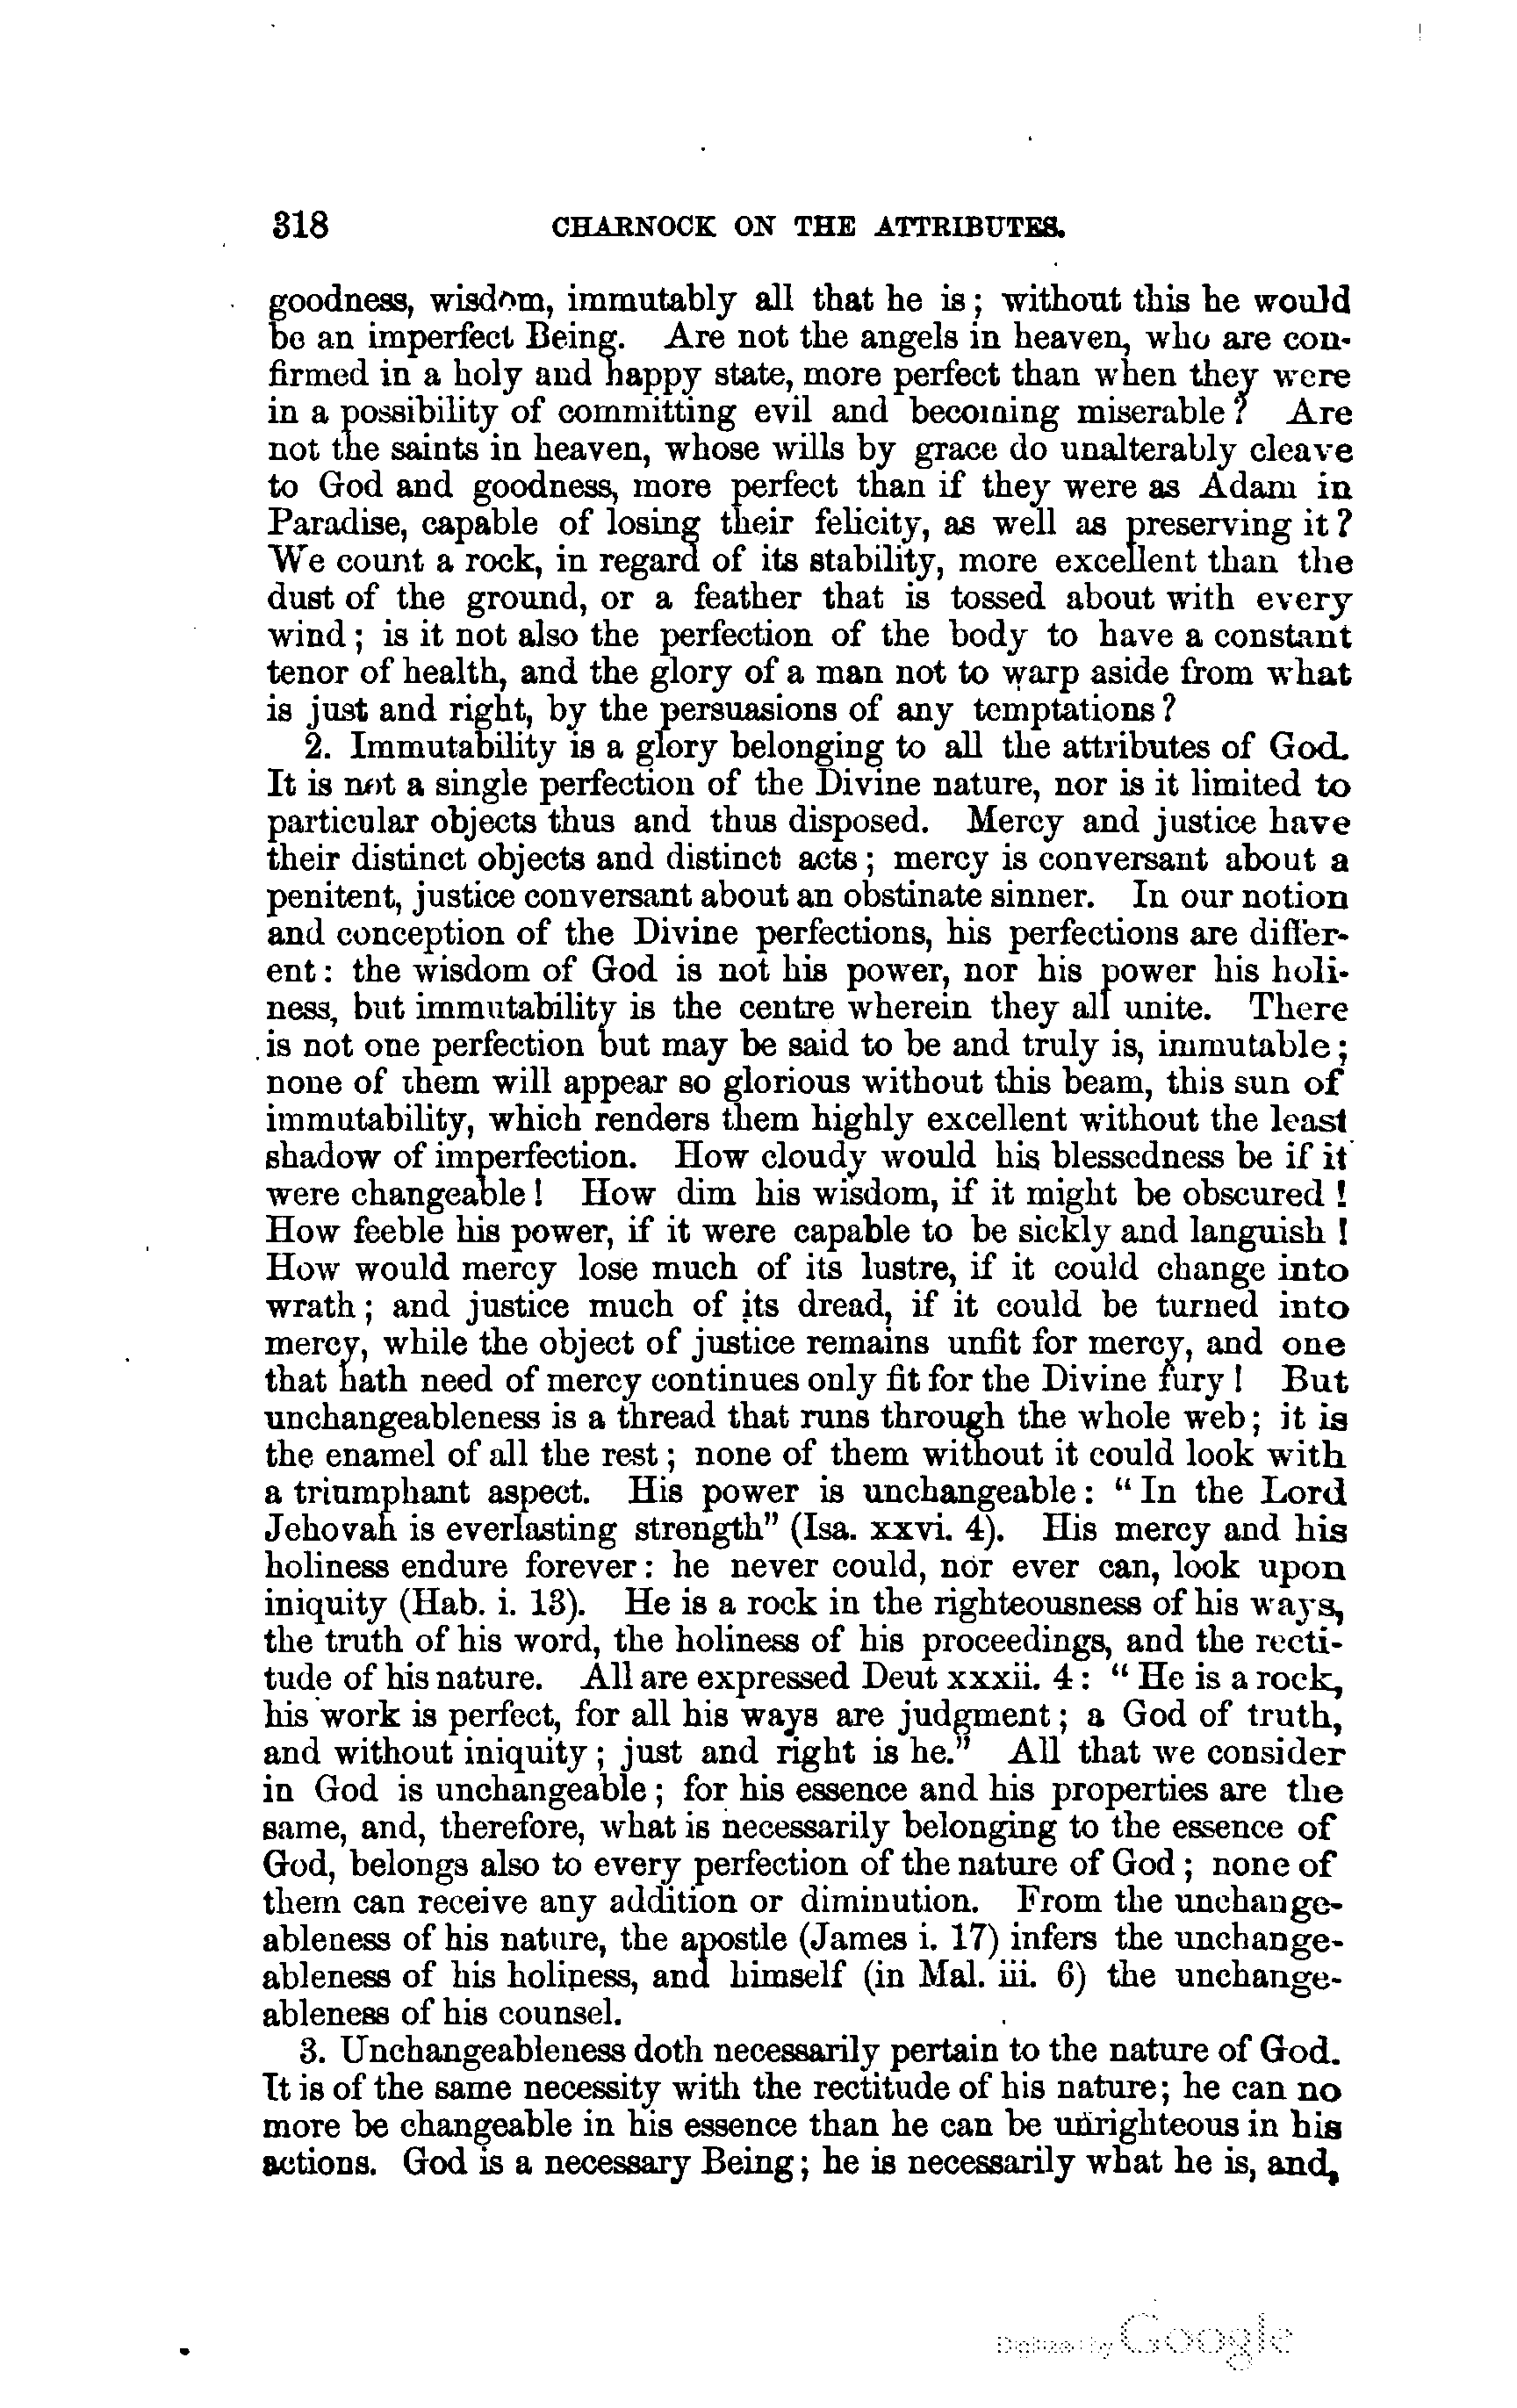 318 CHARNOCK ON THE ATTRIBUTES.
goodness, wisdom, immutably all that he is; without this he would
be an imperfect Being. Are not the angels in heaven, who are con-
firmed in a holy and happy state, more perfect than when they were
in a possibility of committing evil and becoming miserable? Are
not the saints in heaven, whose wills by grace do unalterably cleave
to God and goodness, more perfect than if they were as Adam in
Paradise, capable of losing their felicity, as well as preserving it?
We count a rock, in regard of its stability, more excellent than the
dust of the ground, or a feather that is tossed about with every
wind; is it not also the perfection of the body to have a constant
tenor of health, and the glory of a man not to warp aside from what
is just and right, by the persuasions of any temptations?
2. Immutability is a glory belonging to all the attributes of God.
It is not a single perfection of the Divine nature, nor is it limited to
particular objects thus and thus disposed. Mercy and justice have
their distinct objects and distinct acts; mercy is conversant about a
penitent, justice conversant about an obstinate sinner. In our notion
and conception of the Divine perfections, his perfections are differ-
ent: the wisdom of God is not his power, nor his power his holi-
ness, but immutability is the centre wherein they all unite. There
is not one perfection but may be said to be and truly is, immutable;
none of them will appear so glorious without this beam, this sun of
immutability, which renders them highly excellent without the least
shadow of imperfection. How cloudy would his blessedness be if it
were changeable! How dim his wisdom, if it might be obscured!
How feeble his power, if it were capable to be sickly and languish!
How would mercy lose much of its lustre, if it could change into
wrath; and justice much of its dread, if it could be turned into
mercy, while the object of justice remains unfit for mercy, and one
that hath need of mercy continues only fit for the Divine fury! But
unchangeableness is a thread that runs through the whole web; it is
the enamel of all the rest; none of them without it could look with
a triumphant aspect. His power is unchangeable: "In the Lord
Jehovah is everlasting strength" (Isa. xxvi. 4). His mercy and his
holiness endure forever: he never could, nor ever can, look upon
iniquity (Hab. i. 13). He is a rock in the righteousness of his ways,
the truth of his word, the holiness of his proceedings, and the recti-
tude of his nature. All are expressed Deut xxxii. 4: "He is a rock,
his work is perfect, for all his ways are judgment; a God of truth,
and without iniquity; just and right is he." All that we consider
in God is unchangeable; for his essence and his properties are the
same, and, therefore, what is necessarily belonging to the essence of
God, belongs also to every perfection of the nature of God; none of
them can receive any addition or diminution. From the unchange-
ableness of his nature, the apostle (James i. 17) infers the unchange-
ableness of his holiness, and himself (in Mal. iii. 6) the unchange-
ableness of his counsel.
3. Unchangeableness doth necessarily pertain to the nature of God.
It is of the same necessity with the rectitude of his nature; he can no
more be changeable in his essence than he can be unrighteous in his
actions. God is a necessary Being; he is necessarily what he is, and,
Digitized by Google